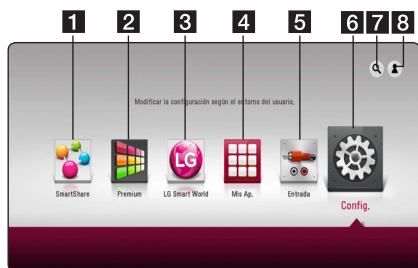 1 2 3 4 5 6 7 8
Modificar la configuración según el entorno del usuario.
LG
SmartShare Premium LG Smart World Mis Ap. Entrada Config.